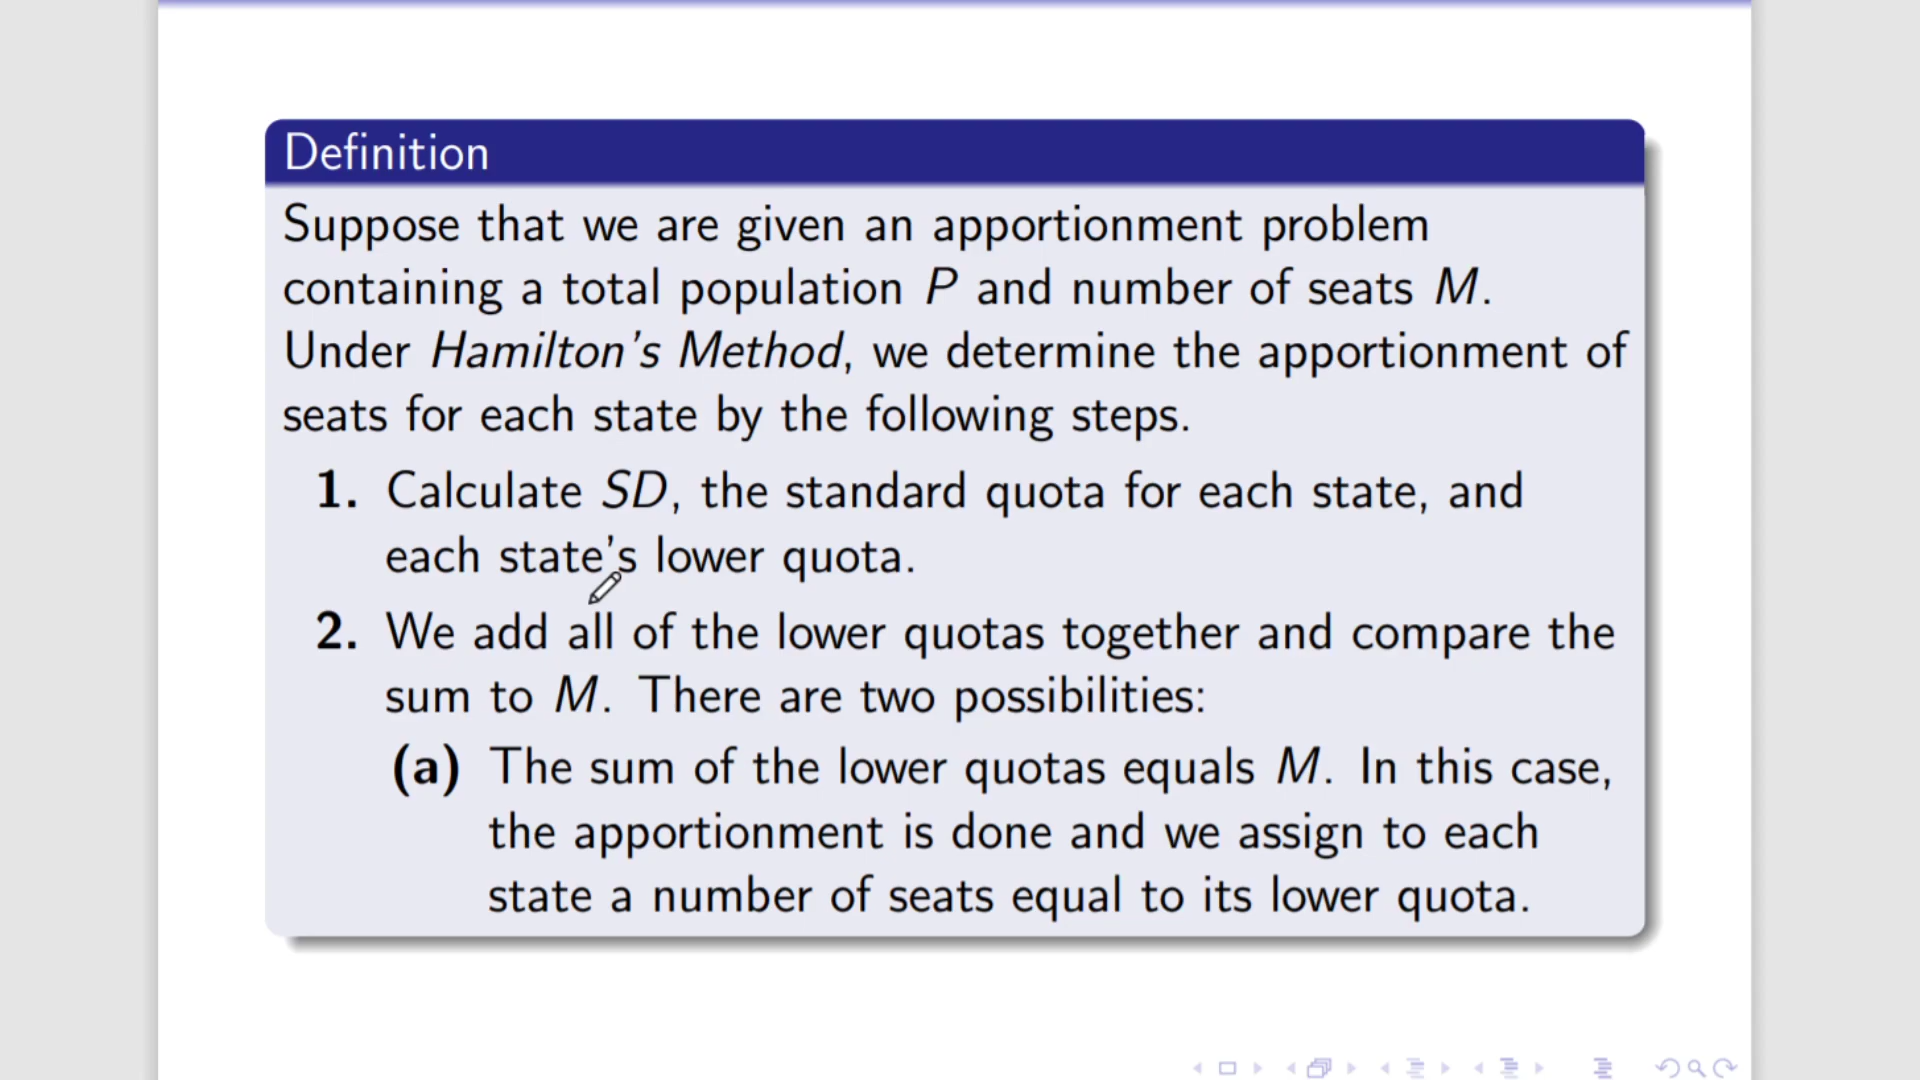 Definition
Suppose that we are given an apportionment problem
containing a total population P and number of seats M.
Under Hamilton's Method, we determine the apportionment of
seats for each state by the following steps.
1. Calculate SD, the standard quota for each state, and
each state's lower quota.
2. We add all of the lower quotas together and compare the
sum to M. There are two possibilities:
(a) The sum of the lower quotas equals M. In this case,
the apportionment is done and we assign to each
state a number of seats equal to its lower quota.